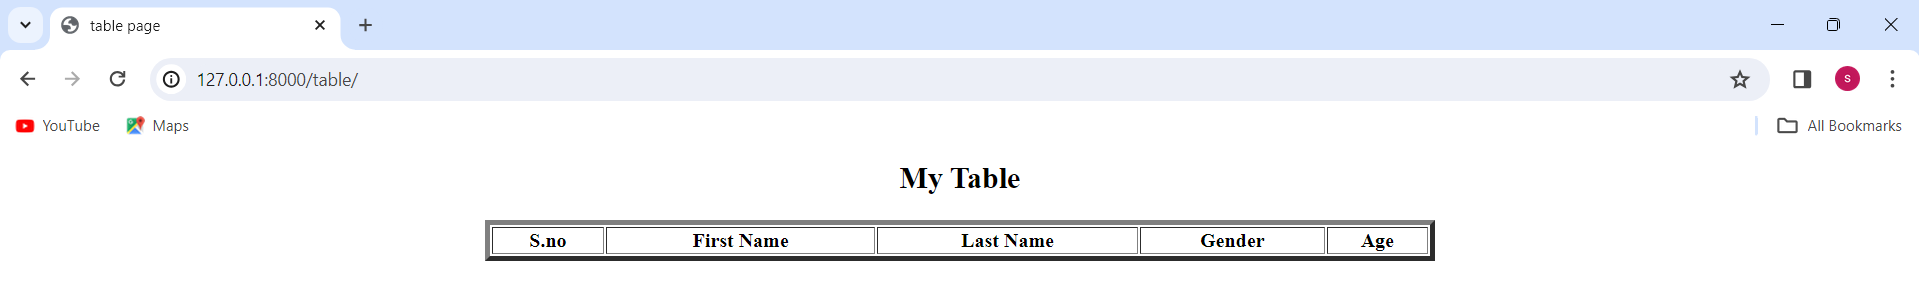 table page
127.0.0.1:8000/table/
S
YouTube Maps All Bookmarks
My Table
S.no First Name Last Name Gender Age